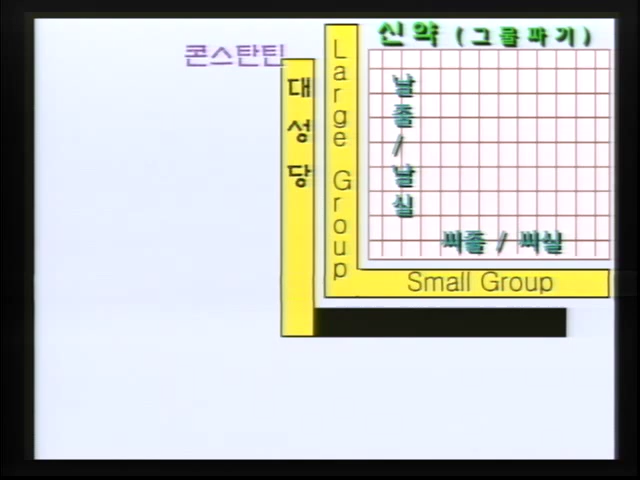 신약 (그물짜기)
콘스탄틴
대성당
Large Group
날줄/날실
씨줄 / 씨실
Small Group